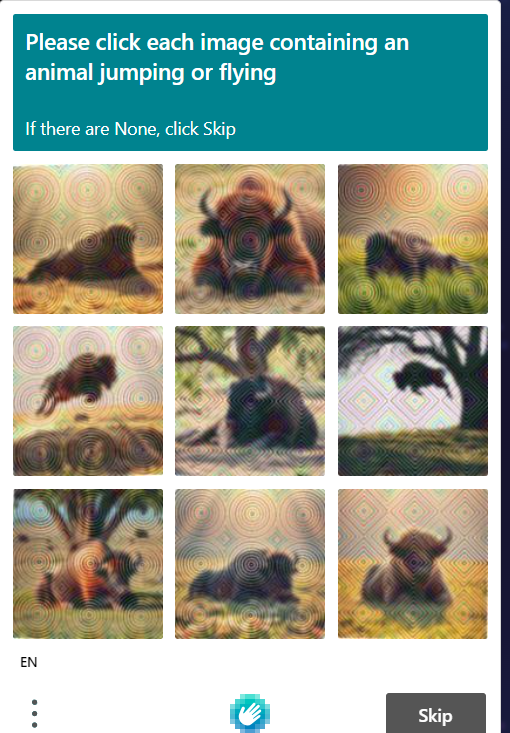 Please click each image containing an
animal jumping or flying
If there are None, click Skip
EN
Skip